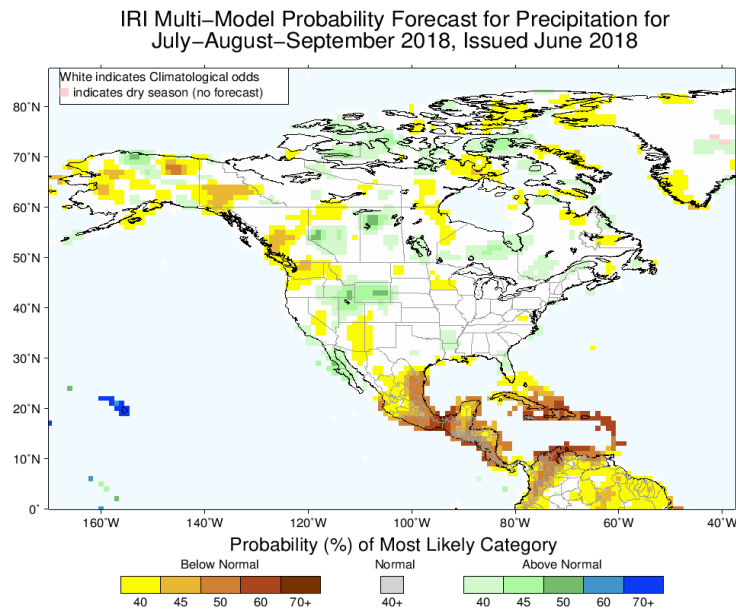 IRI Multi−Model Probability Forecast for Precipitation for
July−August−September 2018, Issued June 2018
White indicates Climatological odds
indicates dry season (no forecast)
80˚N
70˚N
60˚N
50˚N
40˚N
30˚N
20˚N
10˚N
0˚
160˚W 140˚W 120˚W 100˚W 80˚W 60˚W 40˚W
Probability (%) of Most Likely Category
Below Normal Normal Above Normal
40 45 50 60 70+ 40+ 40 45 50 60 70+